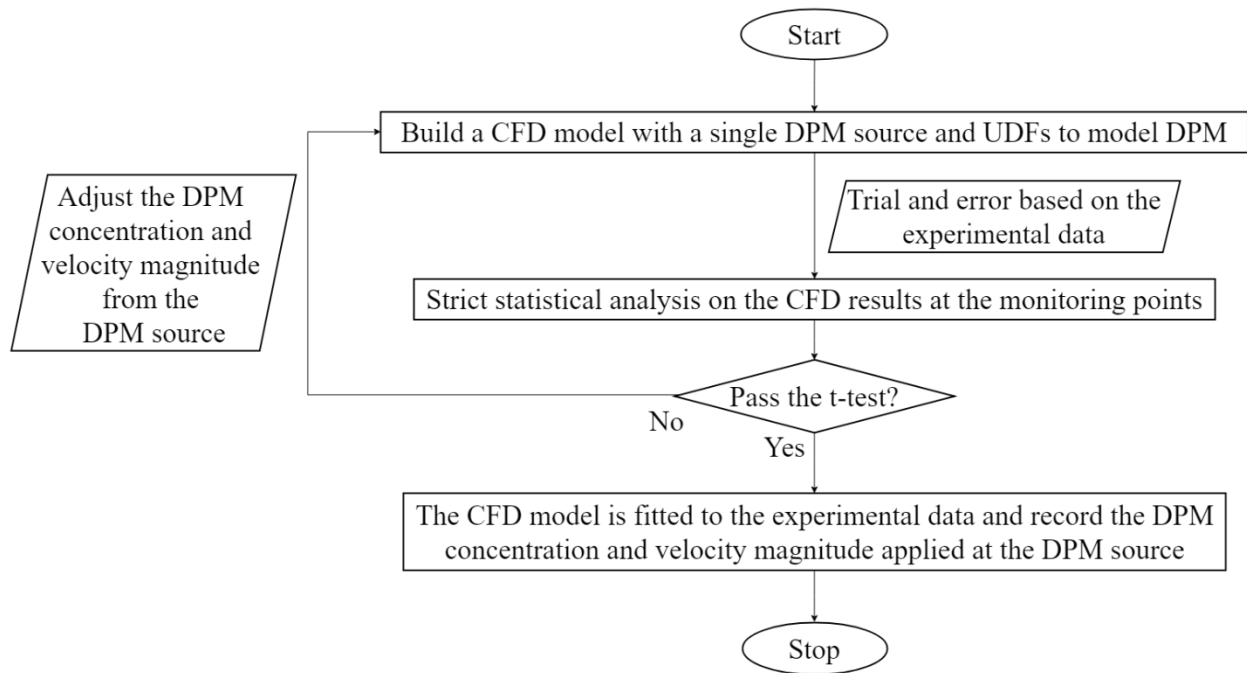 Start
Build a CFD model with a single DPM source and UDFs to model DPM
Adjust the DPM
concentration and
velocity magnitude
from the
DPM source
Trial and error based on the
experimental data
Strict statistical analysis on the CFD results at the monitoring points
Pass the t-test?
No
Yes
The CFD model is fitted to the experimental data and record the DPM
concentration and velocity magnitude applied at the DPM source
Stop